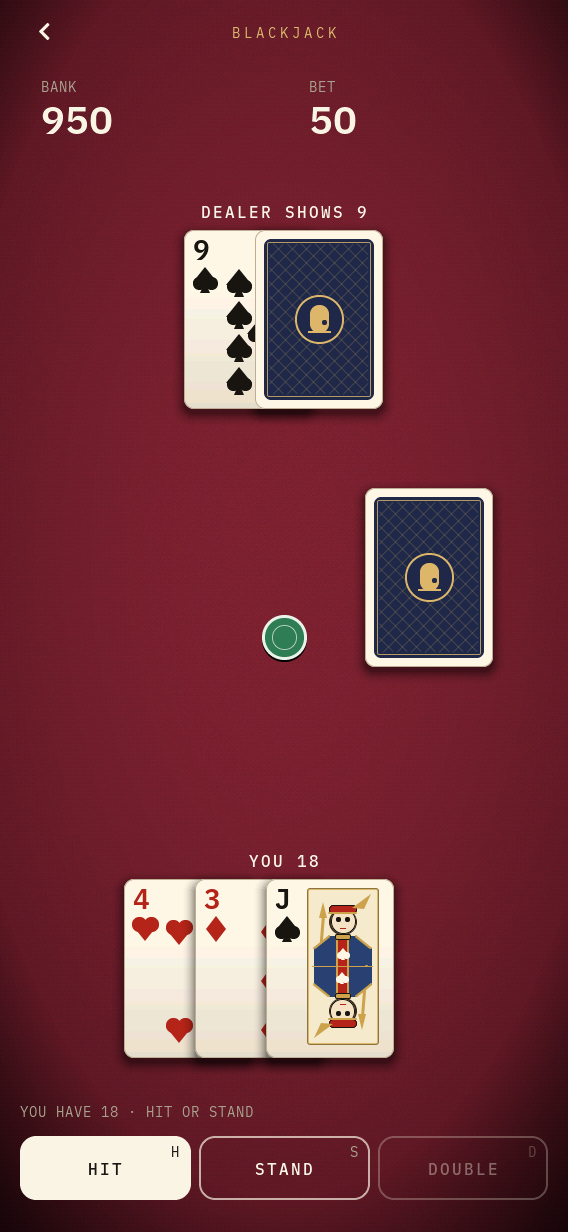 BLACKJACK
BANK
BET
950
50
DEALER SHOWS 9
9
YOU 18
4
3
J
YOU HAVE 18 · HIT OR STAND
HIT
H
STAND
S
DOUBLE
D